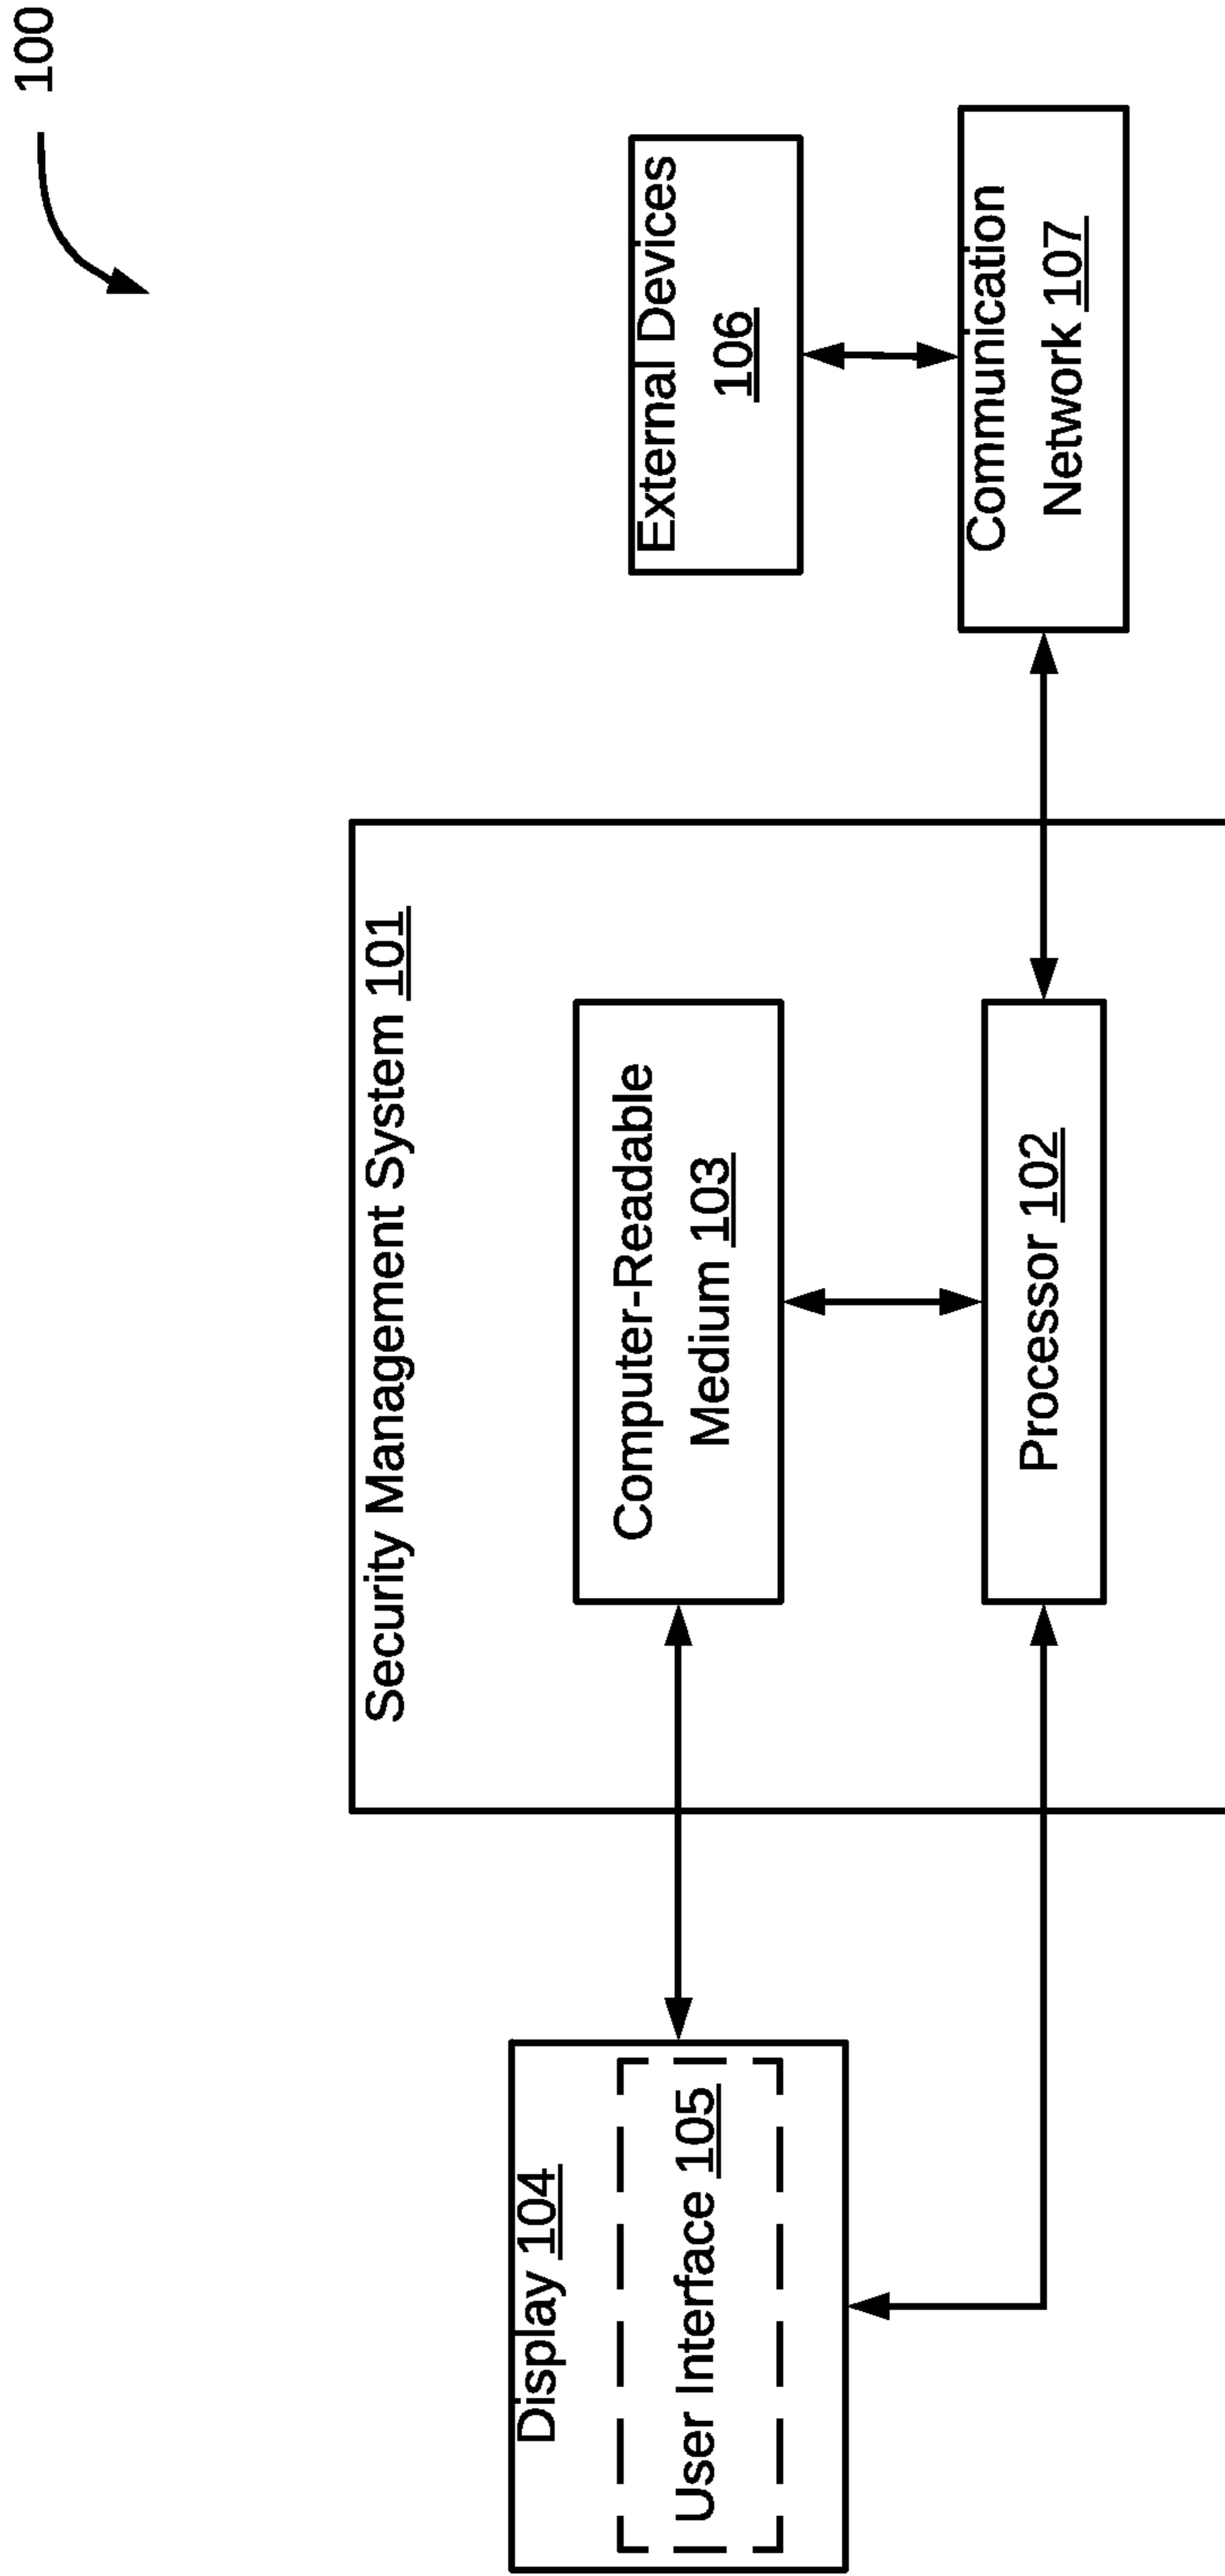 100
Security Management System 101
Display 104
User Interface 105
Computer-Readable
Medium 103
Processor 102
External Devices
106
Communication
Network 107